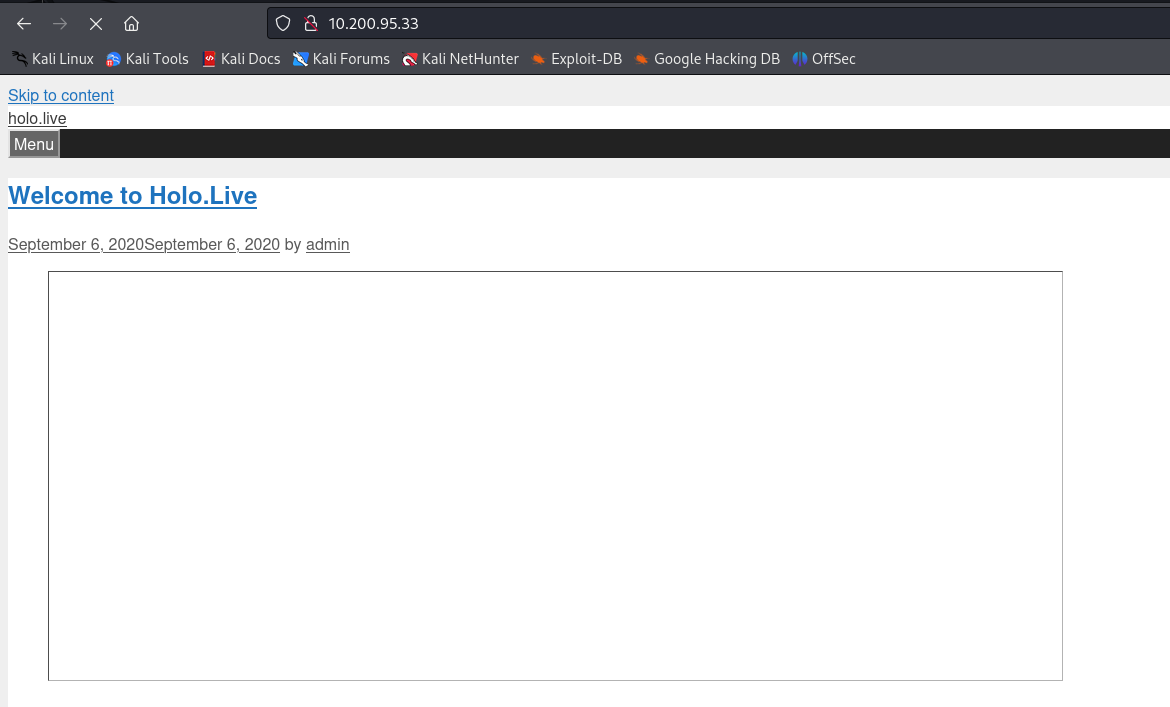 10.200.95.33
Kali Linux Kali Tools Kali Docs Kali Forums Kali NetHunter Exploit-DB Google Hacking DB OffSec
Skip to content
holo.live
Menu
Welcome to Holo.Live
September 6, 2020September 6, 2020 by admin